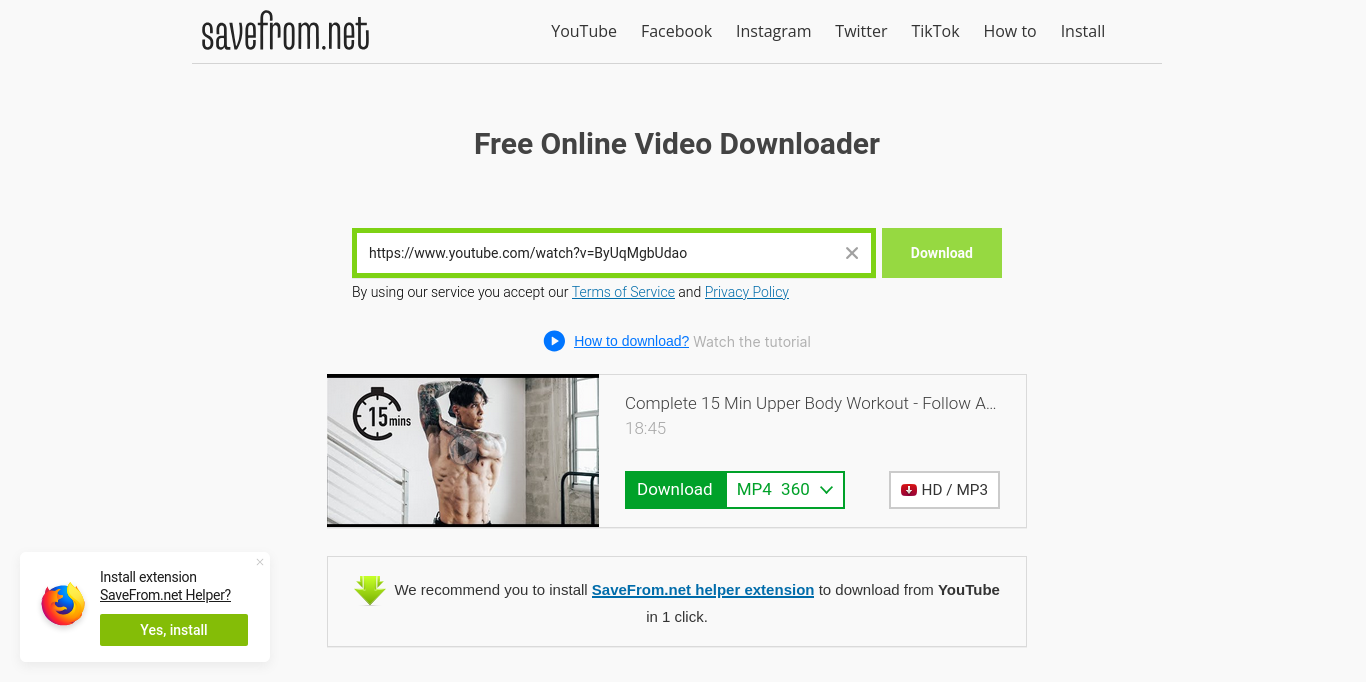 savefrom.net
YouTube Facebook Instagram Twitter TikTok How to Install
Free Online Video Downloader
https://www.youtube.com/watch?v=ByUqMgbUdao
Download
By using our service you accept our Terms of Service and Privacy Policy
How to download? Watch the tutorial
15 mins
Complete 15 Min Upper Body Workout - Follow A...
18:45
Download MP4 360
HD / MP3
We recommend you to install SaveFrom.net helper extension to download from YouTube
in 1 click.
Install extension
SaveFrom.net Helper?
Yes, install